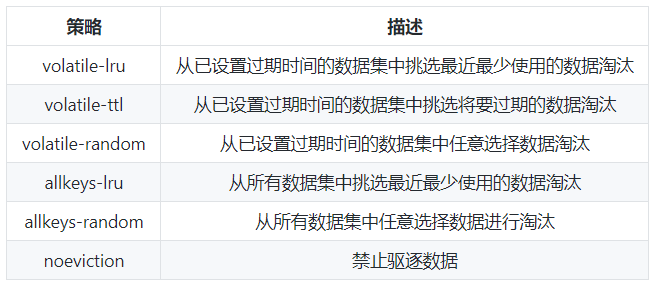 策略 描述
volatile-lru 从已设置过期时间的数据集中挑选最近最少使用的数据淘汰
volatile-ttl 从已设置过期时间的数据集中挑选将要过期的数据淘汰
volatile-random 从已设置过期时间的数据集中任意选择数据淘汰
allkeys-lru 从所有数据集中挑选最近最少使用的数据淘汰
allkeys-random 从所有数据集中任意选择数据进行淘汰
noeviction 禁止驱逐数据